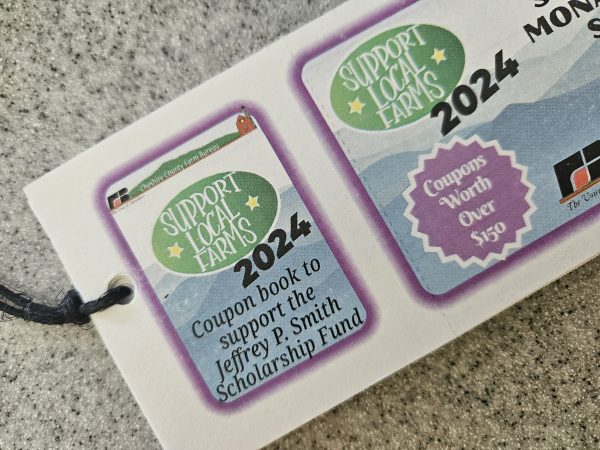 Cheshire County Farm Bureau
SUPPORT
LOCAL
FARMS
2024
Coupon book to
support the
Jeffrey P. Smith
Scholarship Fund
SUPPORT
LOCAL
FARMS
2024
Coupons
Worth
Over
$150
The